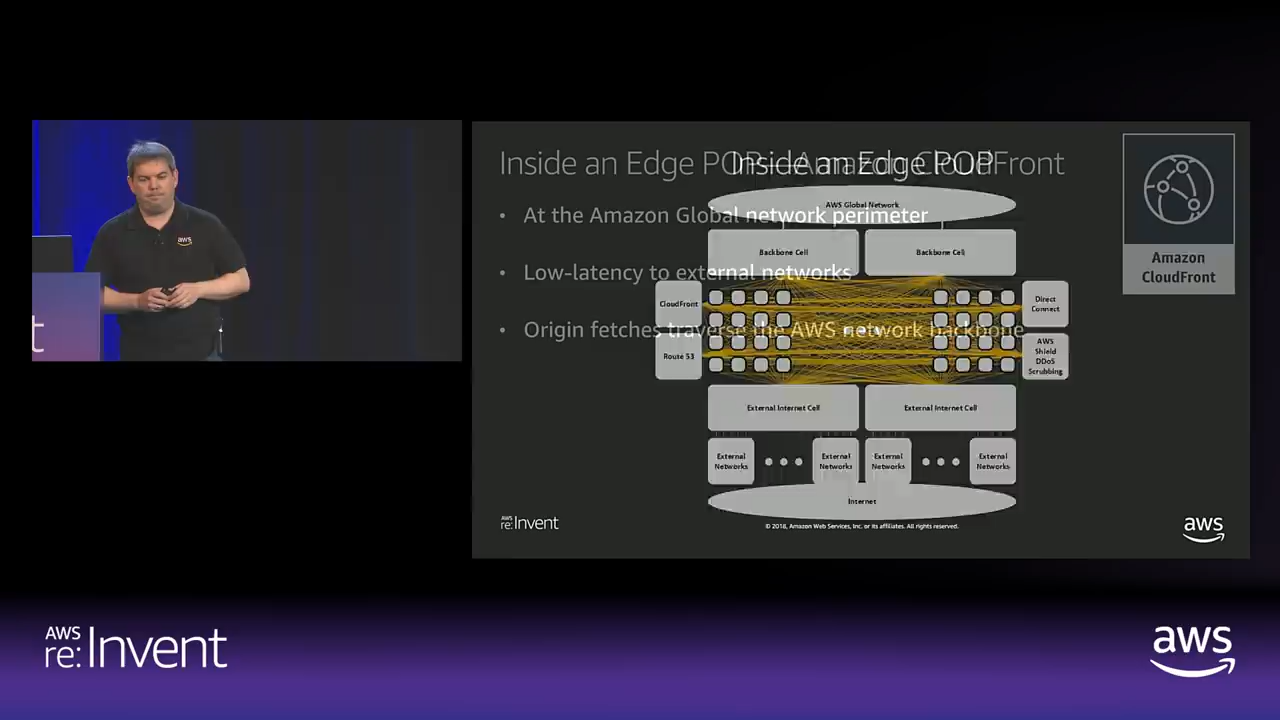 Inside an Edge POP – Amazon CloudFront
Inside an Edge POP
• At the Amazon Global network perimeter
• Low-latency to external networks
• Origin fetches traverse the AWS network backbone
Amazon
CloudFront
AWS Global Network
Backbone Cell
Backbone Cell
CloudFront
Route 53
Direct
Connect
AWS
Shield
DDoS
Scrubbing
External Internet Cell
External Internet Cell
External
Networks
External
Networks
External
Networks
External
Networks
Internet
AWS
re:Invent
© 2018, Amazon Web Services, Inc. or its affiliates. All rights reserved.
aws
aws
t
AWS
re:Invent
aws